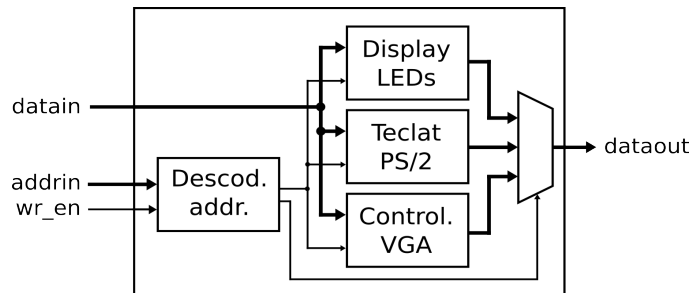 Display
LEDs
datain
Teclat
PS/2
dataout
addrin
wr_en
Descod.
addr.
Control.
VGA